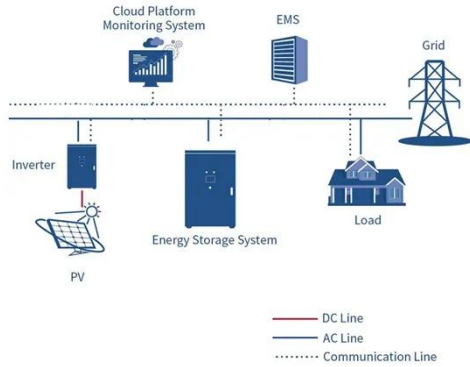 Cloud Platform
Monitoring System
EMS
Grid
Inverter
Energy Storage System
Load
PV
DC Line
AC Line
Communication Line